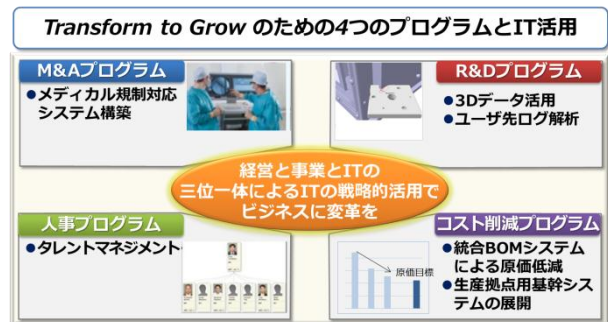 Transform to Grow のための4つのプログラムとIT活用
M&Aプログラム
●メディカル規制対応
システム構築
R&Dプログラム
●3Dデータ活用
●ユーザ先ログ解析
経営と事業とITの
三位一体によるITの戦略的活用で
ビジネスに変革を
人事プログラム
●タレントマネジメント
コスト削減プログラム
原価目標
●統合BOMシステム
による原価低減
●生産拠点用基幹シス
テムの展開